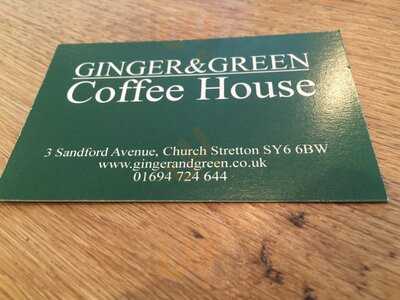 GINGER&GREEN
Coffee House
3 Sandford Avenue, Church Stretton SY6 6BW
www.gingerandgreen.co.uk
01694 724 644